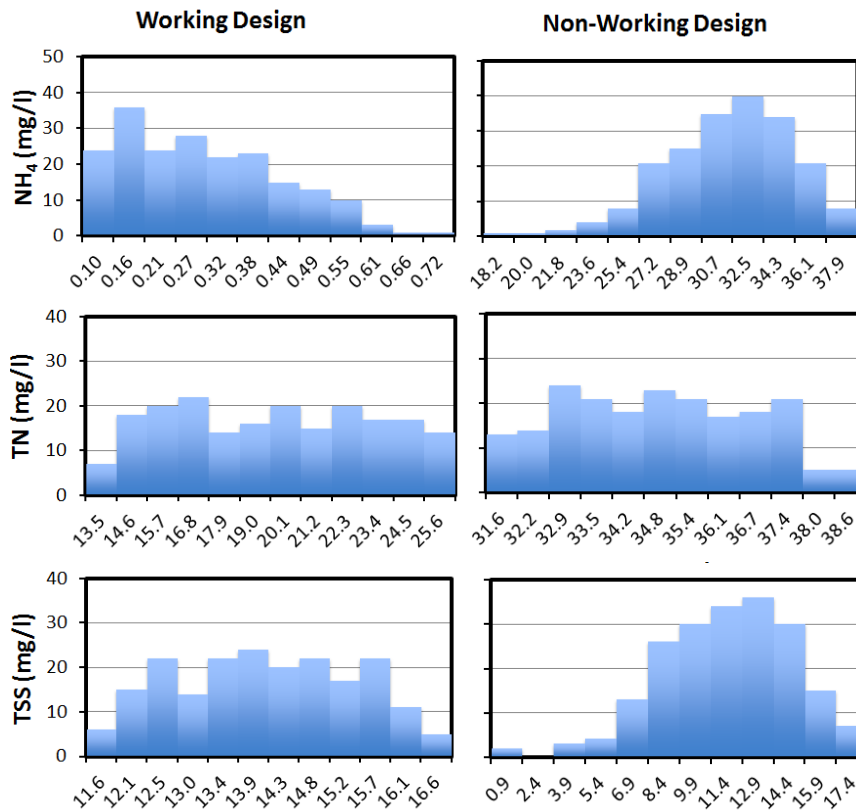 Working Design
Non-Working Design
NH₄ (mg/l)
50
40
30
20
10
0
0.10 0.16 0.21 0.27 0.32 0.38 0.44 0.49 0.55 0.61 0.66 0.72
18.2 20.0 21.8 23.6 25.4 27.2 28.9 30.7 32.5 34.3 36.1 37.9
TN (mg/l)
40
30
20
10
0
13.5 14.6 15.7 16.8 17.9 19.0 20.1 21.2 22.3 23.4 24.5 25.6
31.6 32.2 32.9 33.5 34.2 34.8 35.4 36.1 36.7 37.4 38.0 38.6
TSS (mg/l)
40
30
20
10
0
11.6 12.1 12.5 13.0 13.4 13.9 14.3 14.8 15.2 15.7 16.1 16.6
0.9 2.4 3.9 5.4 6.9 8.4 9.9 11.4 12.9 14.4 15.9 17.4